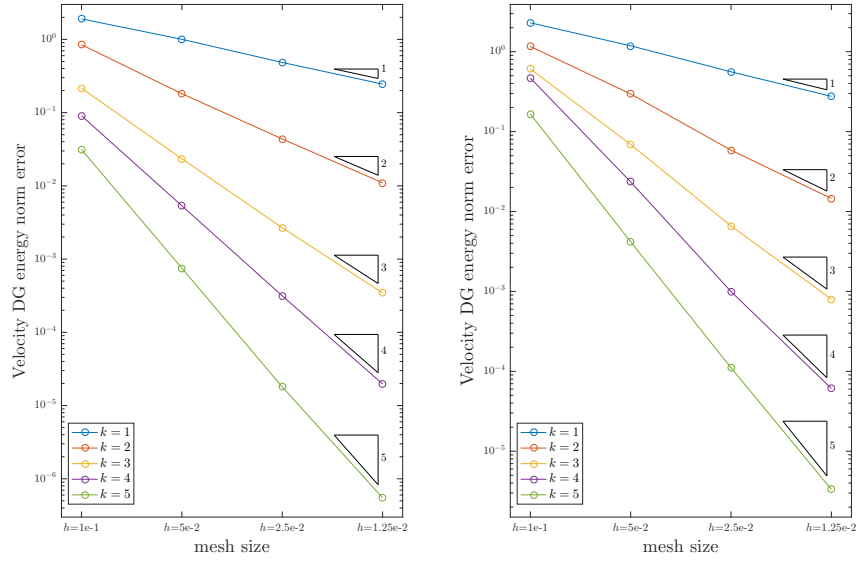 Velocity DG energy norm error
10^0
10^{-1}
10^{-2}
10^{-3}
10^{-4}
10^{-5}
10^{-6}
1
2
3
4
5
k = 1
k = 2
k = 3
k = 4
k = 5
h=1e-1 h=5e-2 h=2.5e-2 h=1.25e-2
mesh size
Velocity DG energy norm error
10^0
10^{-1}
10^{-2}
10^{-3}
10^{-4}
10^{-5}
1
2
3
4
5
k = 1
k = 2
k = 3
k = 4
k = 5
h=1e-1 h=5e-2 h=2.5e-2 h=1.25e-2
mesh size